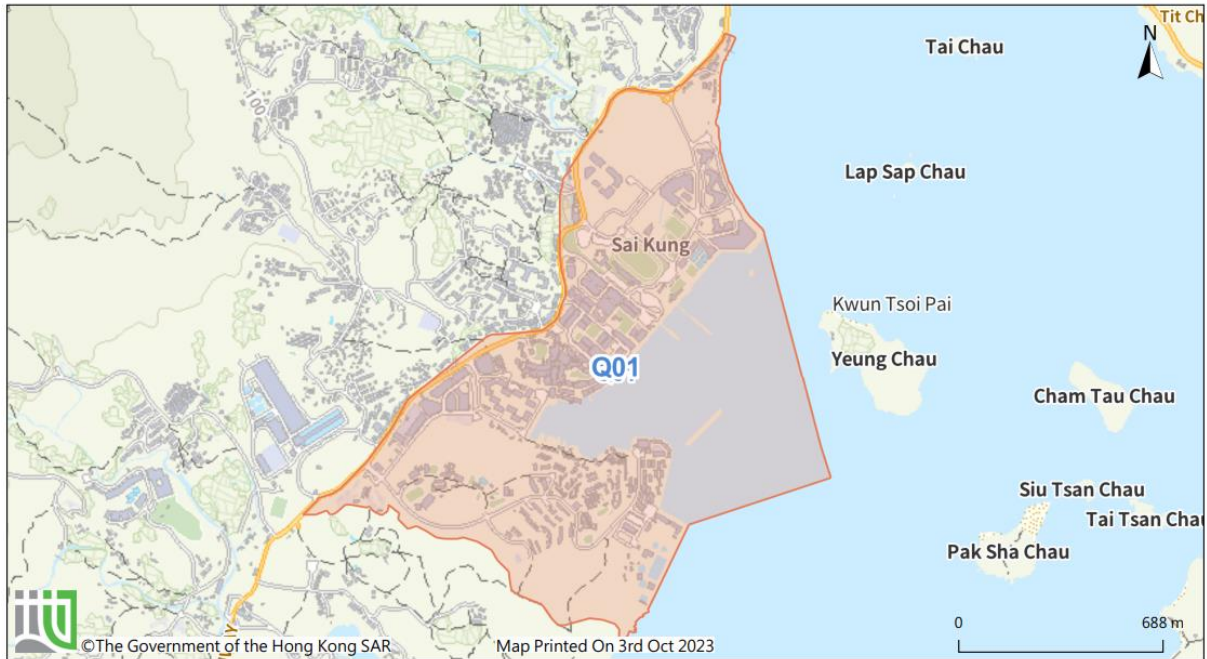 Tit Ch
Tai Chau
N
100
Lap Sap Chau
Sai Kung
Kwun Tsoi Pai
Yeung Chau
Q01
Cham Tau Chau
Siu Tsan Chau
Tai Tsan Chau
Pak Sha Chau
0 688 m
©The Government of the Hong Kong SAR Map Printed On 3rd Oct 2023